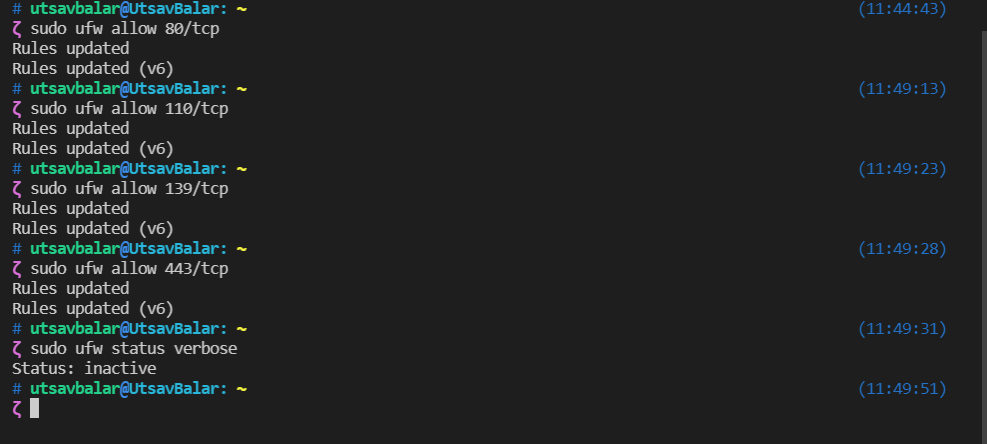 # utsavbalar@UtsavBalar: ~ (11:44:43)
ζ sudo ufw allow 80/tcp
Rules updated
Rules updated (v6)
# utsavbalar@UtsavBalar: ~ (11:49:13)
ζ sudo ufw allow 110/tcp
Rules updated
Rules updated (v6)
# utsavbalar@UtsavBalar: ~ (11:49:23)
ζ sudo ufw allow 139/tcp
Rules updated
Rules updated (v6)
# utsavbalar@UtsavBalar: ~ (11:49:28)
ζ sudo ufw allow 443/tcp
Rules updated
Rules updated (v6)
# utsavbalar@UtsavBalar: ~ (11:49:31)
ζ sudo ufw status verbose
Status: inactive
# utsavbalar@UtsavBalar: ~ (11:49:51)
ζ